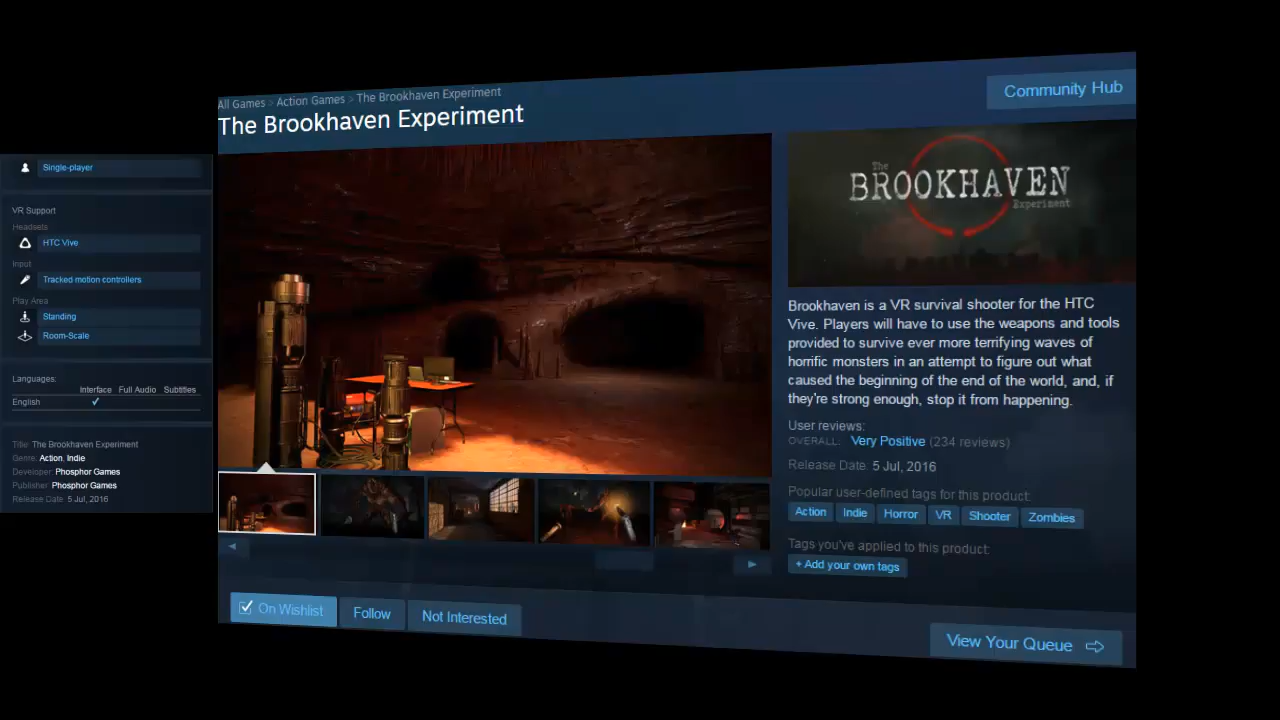 Single-player
VR Support
Headsets
HTC Vive
Input
Tracked motion controllers
Play Area
Standing
Room-Scale
Languages:
Interface Full Audio Subtitles
English ✔
Title: The Brookhaven Experiment
Genre: Action, Indie
Developer: Phosphor Games
Publisher: Phosphor Games
Release Date: 5 Jul, 2016
All Games > Action Games > The Brookhaven Experiment
The Brookhaven Experiment
Community Hub
The
BROOKHAVEN
Experiment
Brookhaven is a VR survival shooter for the HTC
Vive. Players will have to use the weapons and tools
provided to survive ever more terrifying waves of
horrific monsters in an attempt to figure out what
caused the beginning of the end of the world, and, if
they're strong enough, stop it from happening.
User reviews:
OVERALL: Very Positive (234 reviews)
Release Date: 5 Jul, 2016
Popular user-defined tags for this product:
Action Indie Horror VR Shooter Zombies
Tags you've applied to this product:
+ Add your own tags
On Wishlist Follow Not Interested
View Your Queue